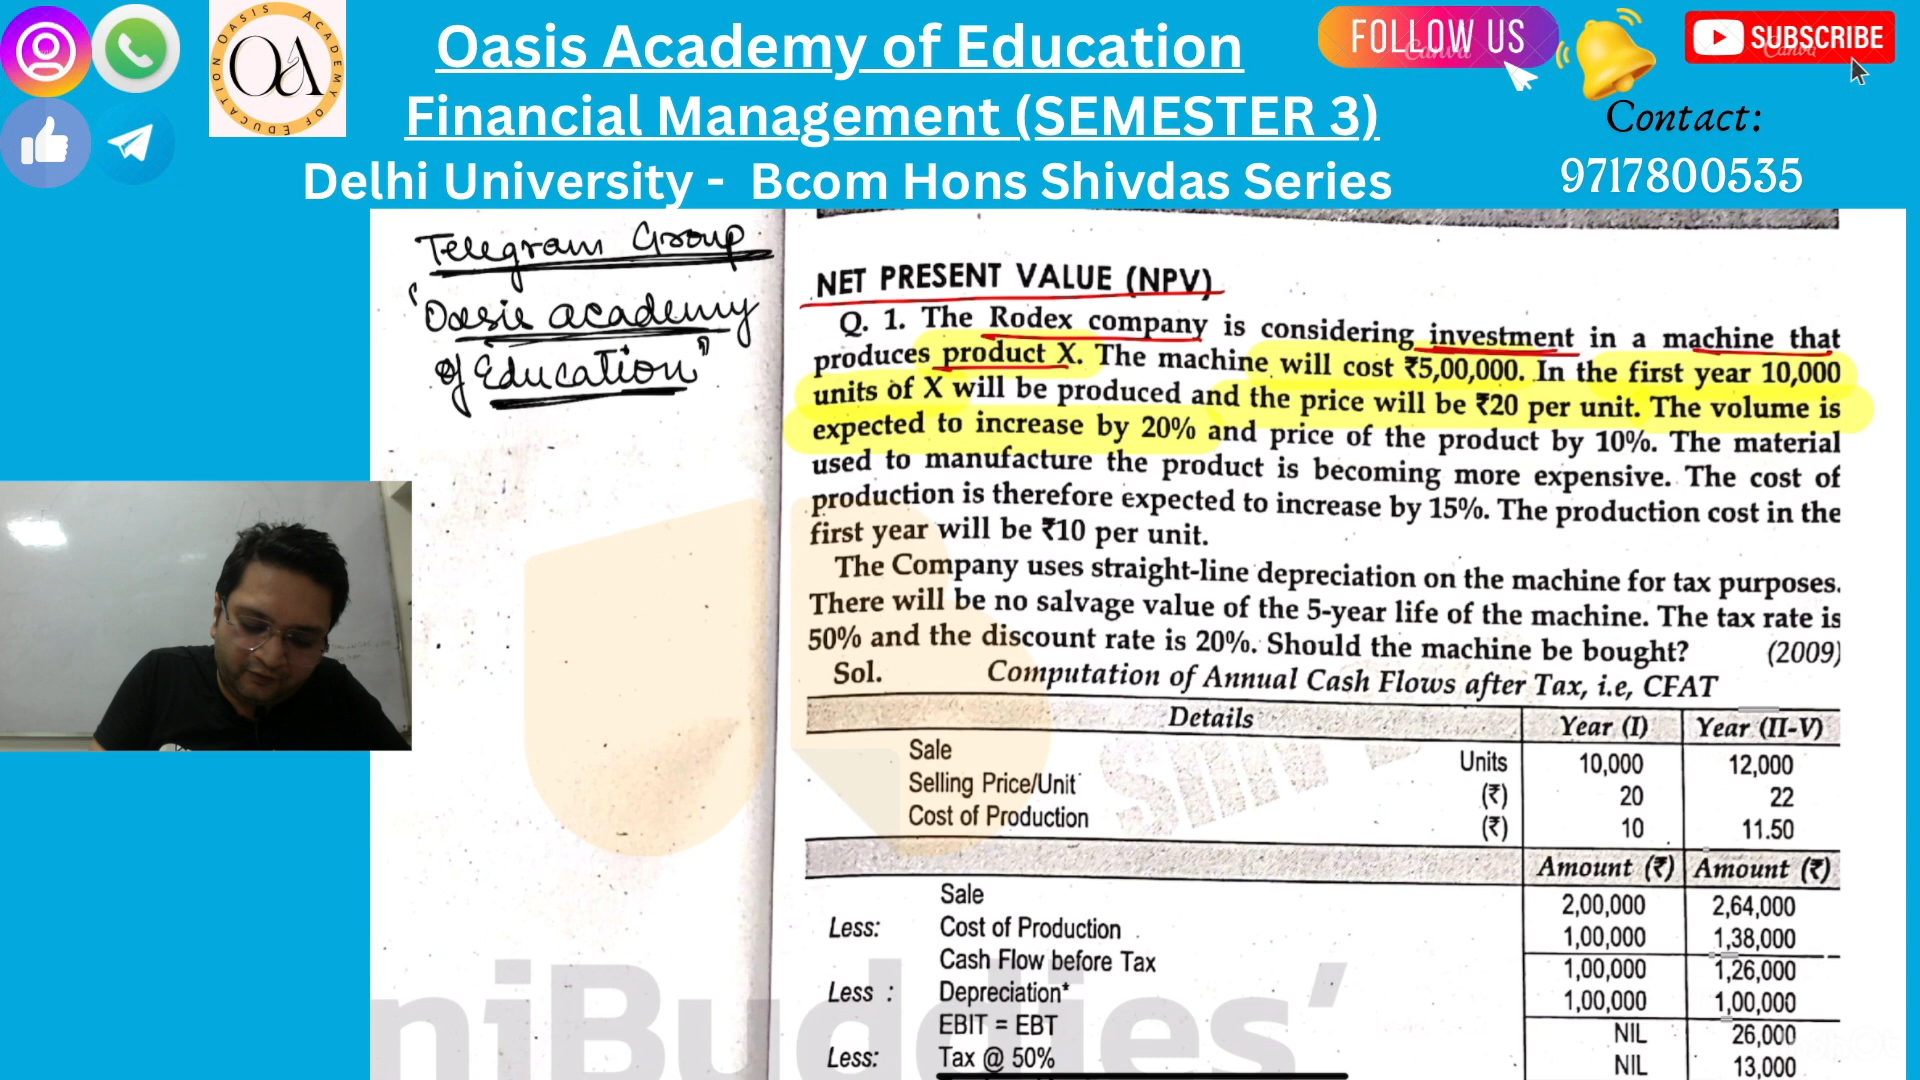 OASIS ACADEMY OF EDUCATION
OA
Oasis Academy of Education
Financial Management (SEMESTER 3)
Delhi University - Bcom Hons Shivdas Series
FOLLOW US
Canva
SUBSCRIBE
Canva
Contact:
9717800535
Telegram Group
"Oasis academy
of Education"
NET PRESENT VALUE (NPV)
Q. 1. The Rodex company is considering investment in a machine that
produces product X. The machine will cost ₹5,00,000. In the first year 10,000
units of X will be produced and the price will be ₹20 per unit. The volume is
expected to increase by 20% and price of the product by 10%. The material
used to manufacture the product is becoming more expensive. The cost of
production is therefore expected to increase by 15%. The production cost in the
first year will be ₹10 per unit.
The Company uses straight-line depreciation on the machine for tax purposes.
There will be no salvage value of the 5-year life of the machine. The tax rate is
50% and the discount rate is 20%. Should the machine be bought? (2009)
Sol. Computation of Annual Cash Flows after Tax, i.e, CFAT
Details Year (I) Year (II-V)
Sale Units 10,000 12,000
Selling Price/Unit (₹) 20 22
Cost of Production (₹) 10 11.50
Amount (₹) Amount (₹)
Sale 2,00,000 2,64,000
Less: Cost of Production 1,00,000 1,38,000
Cash Flow before Tax 1,00,000 1,26,000
Less : Depreciation* 1,00,000 1,00,000
EBIT = EBT NIL 26,000
Less: Tax @ 50% NIL 13,000
niBuddies'